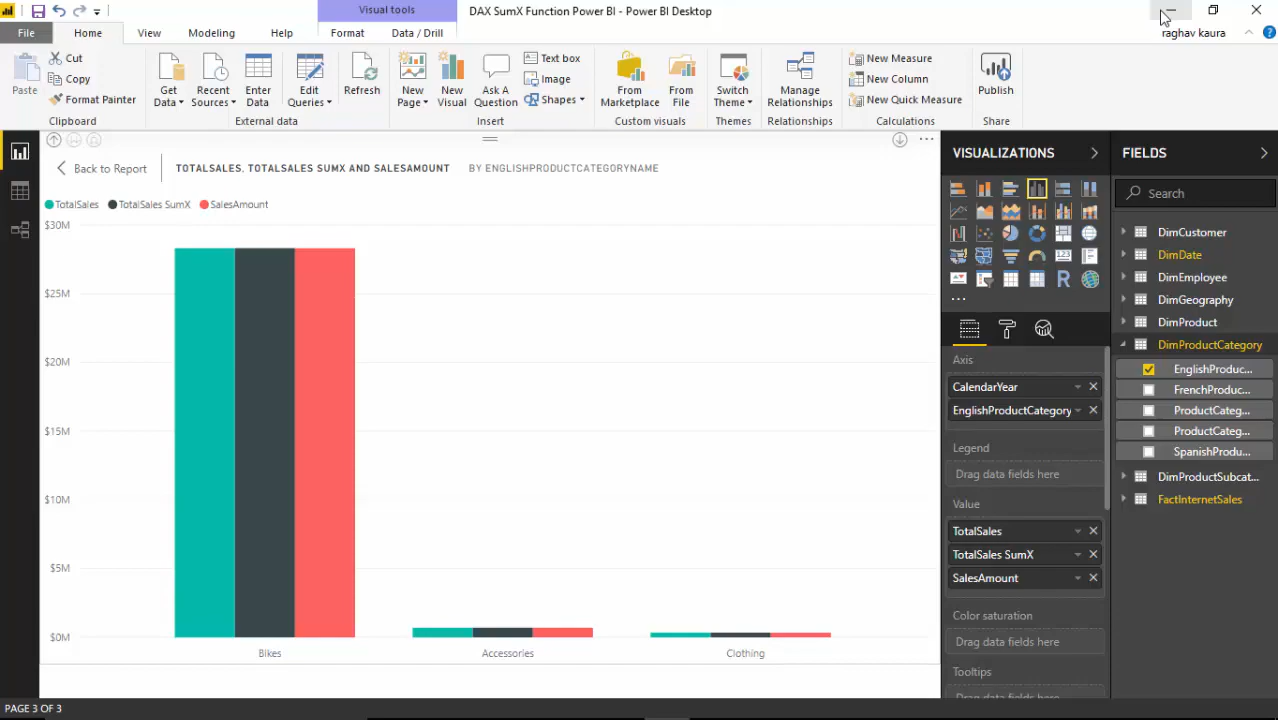 DAX SumX Function Power BI - Power BI Desktop
Visual tools
raghav kaura
File
Home
View
Modeling
Help
Format
Data / Drill
Paste
Cut
Copy
Format Painter
Clipboard
Get Data
Recent Sources
Enter Data
Edit Queries
Refresh
External data
New Page
New Visual
Ask A Question
Text box
Image
Shapes
Insert
From Marketplace
From File
Custom visuals
Switch Theme
Themes
Manage Relationships
Relationships
New Measure
New Column
New Quick Measure
Calculations
Publish
Share
Back to Report
TOTALSALES, TOTALSALES SUMX AND SALESAMOUNT BY ENGLISHPRODUCTCATEGORYNAME
TotalSales TotalSales SumX SalesAmount
$30M
$25M
$20M
$15M
$10M
$5M
$0M
Bikes Accessories Clothing
VISUALIZATIONS
R
Axis
CalendarYear
EnglishProductCategory
Legend
Drag data fields here
Value
TotalSales
TotalSales SumX
SalesAmount
Color saturation
Drag data fields here
Tooltips
Drag data fields here
FIELDS
Search
DimCustomer
DimDate
DimEmployee
DimGeography
DimProduct
DimProductCategory
EnglishProduc...
FrenchProduc...
ProductCateg...
ProductCateg...
SpanishProdu...
DimProductSubcat...
FactInternetSales
PAGE 3 OF 3